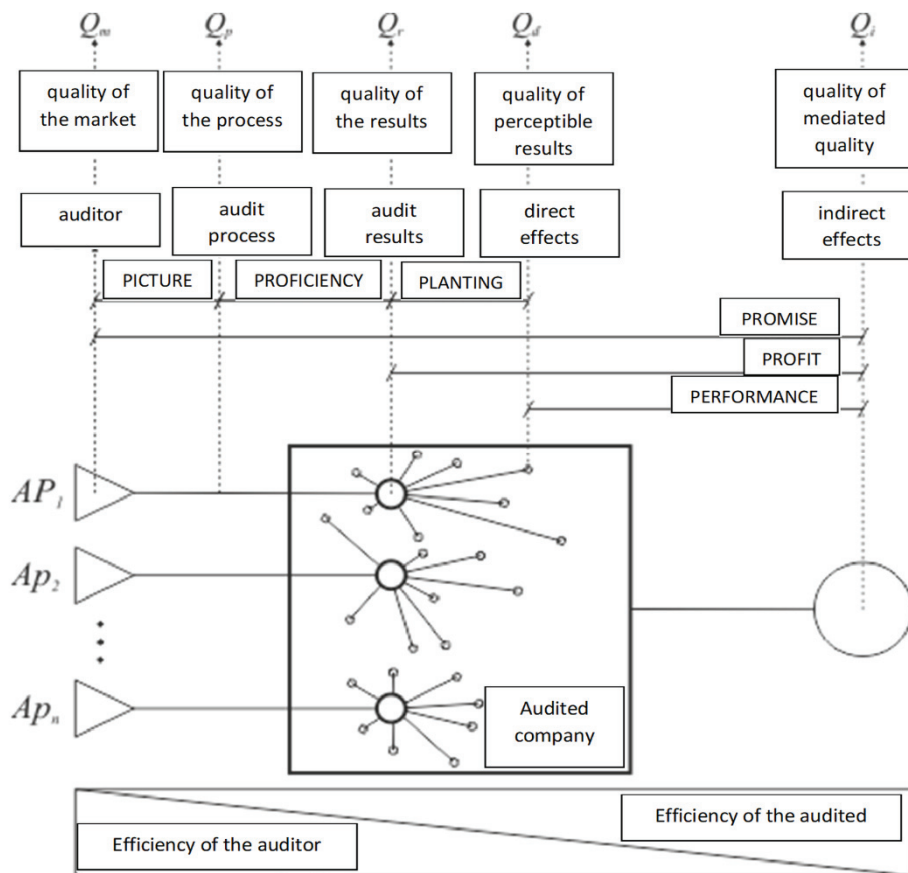 Qm Qp Qr Qd Qi
quality of
the market
quality of
the process
quality of
the results
quality of
perceptible
results
quality of
mediated
quality
auditor
audit
process
audit
results
direct
effects
indirect
effects
PICTURE
PROFICIENCY
PLANTING
PROMISE
PROFIT
PERFORMANCE
AP1
Ap2
Apn
Audited
company
Efficiency of the audited
Efficiency of the auditor